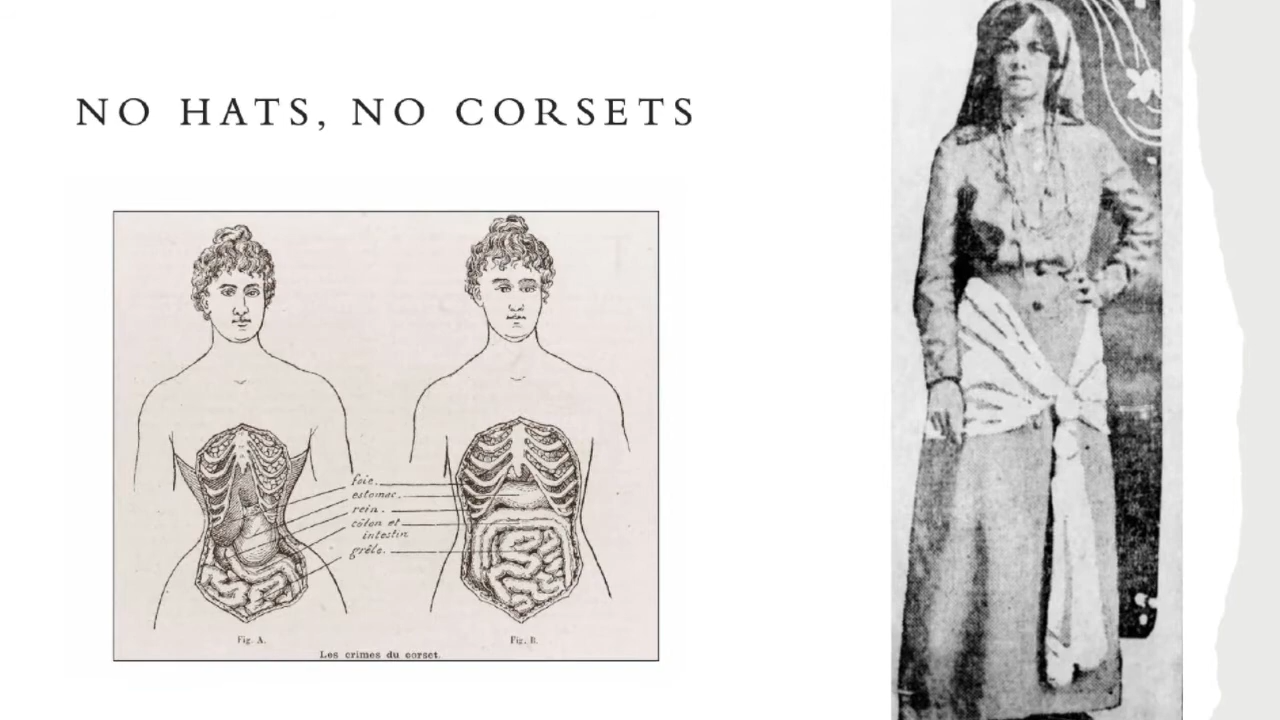 NO HATS, NO CORSETS
foie.
estomac.
rein.
côlon et
intestin
grêle.
Fig. A.
Fig. B.
Les crimes du corset.